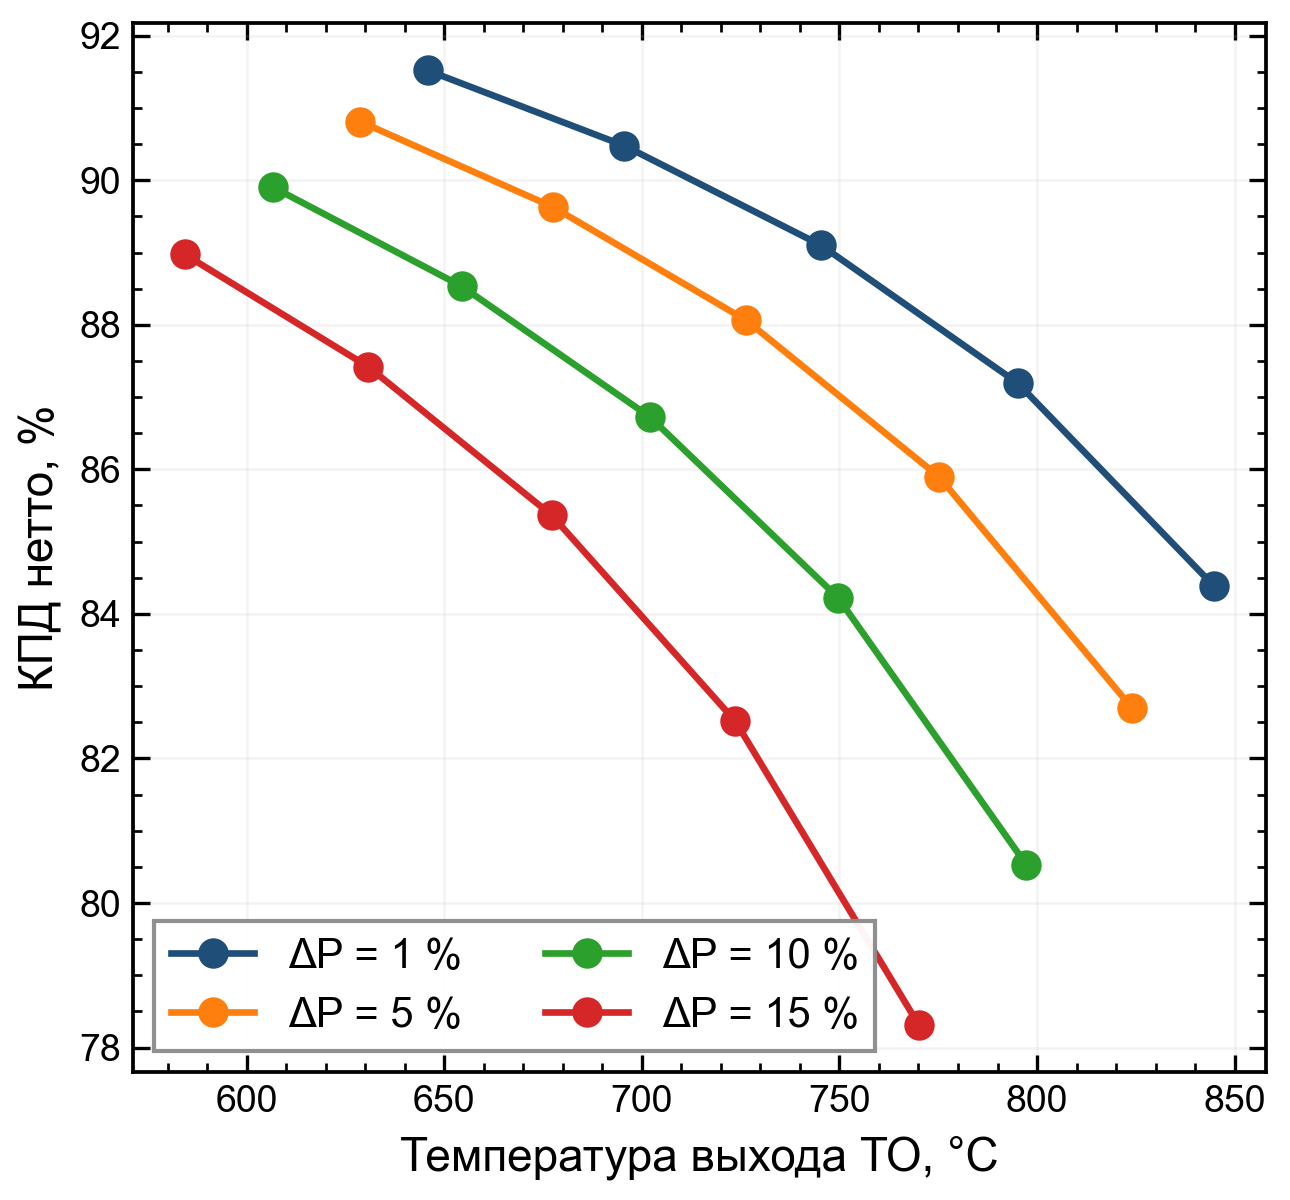 92
90
88
86
84
82
80
78
КПД нетто, %
ΔP = 1 %
ΔP = 5 %
ΔP = 10 %
ΔP = 15 %
600 650 700 750 800 850
Температура выхода ТО, °C